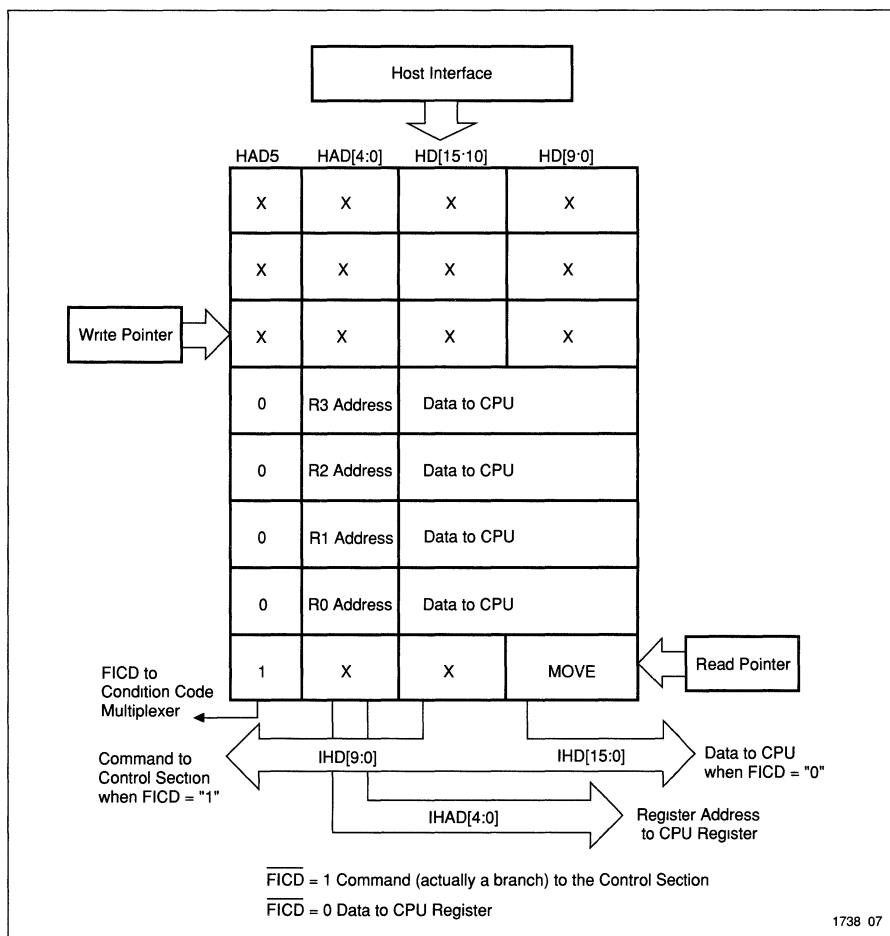 Host Interface
HAD5 HAD[4:0] HD[15·10] HD[9·0]
X X X X
X X X X
Write Pointer
X X X X
0 R3 Address Data to CPU
0 R2 Address Data to CPU
0 R1 Address Data to CPU
0 R0 Address Data to CPU
1 X X MOVE
Read Pointer
FICD to
Condition Code
Multiplexer
Command to
Control Section
when FICD = "1"
IHD[9:0]
IHD[15:0]
Data to CPU
when FICD = "0"
IHAD[4:0]
Register Address
to CPU Register
FICD = 1 Command (actually a branch) to the Control Section
FICD = 0 Data to CPU Register
1738 07